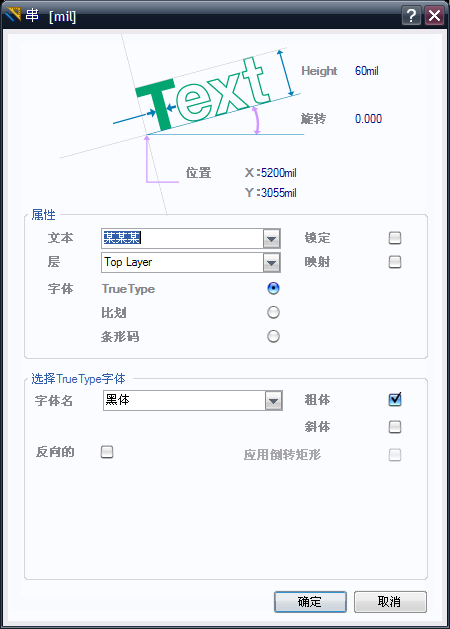 串 [mil]
Text
Height 60mil
旋转 0.000
位置 X:5200mil
Y:3055mil
属性
文本 某某某 锁定
层 Top Layer 映射
字体 TrueType
比划
条形码
选择TrueType字体
字体名 黑体 粗体
斜体
反向的 应用倒转矩形
确定 取消